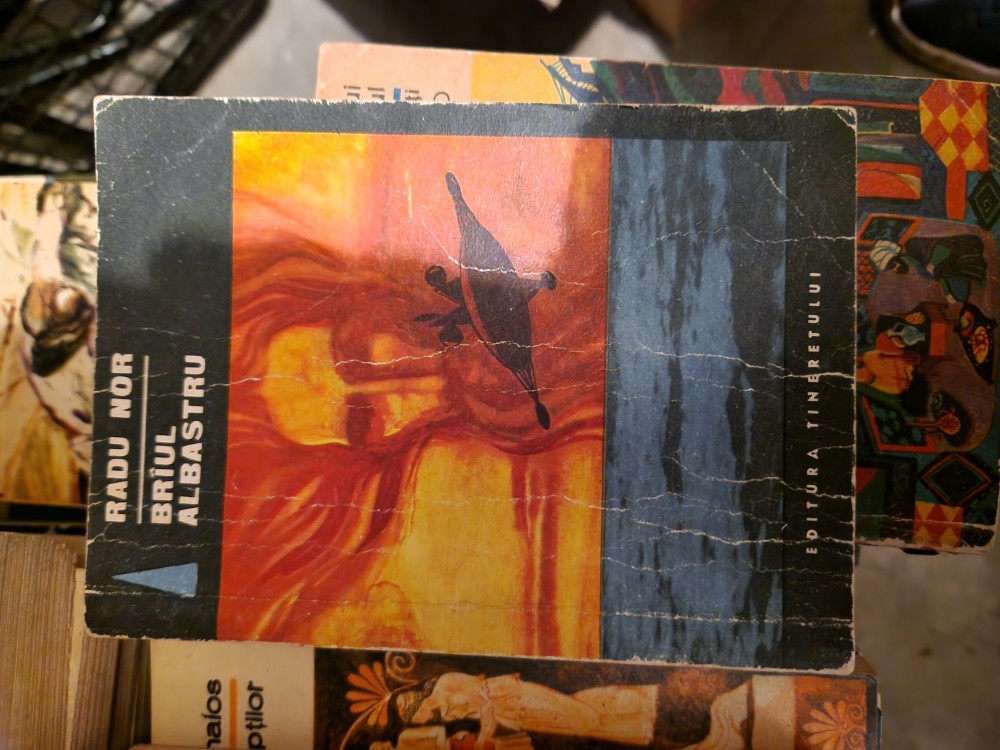 RADU NOR
BRÎUL
ALBASTRU
EDITURA TINERETULUI